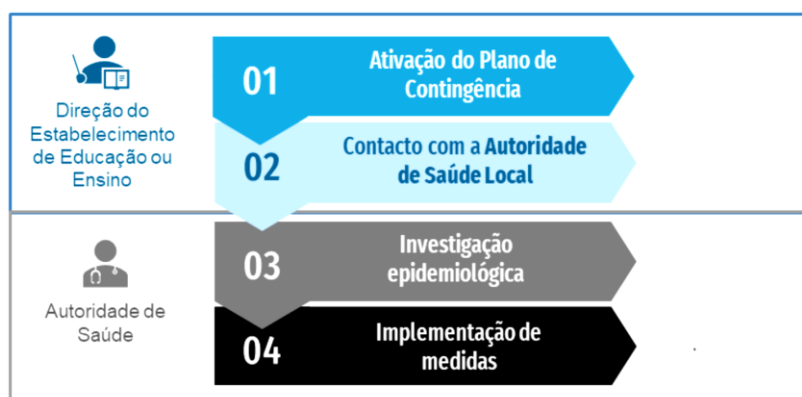 Direção do
Estabelecimento
de Educação ou
Ensino
01
Ativação do Plano de
Contingência
02
Contacto com a Autoridade
de Saúde Local
Autoridade de
Saúde
03
Investigação
epidemiológica
04
Implementação de
medidas